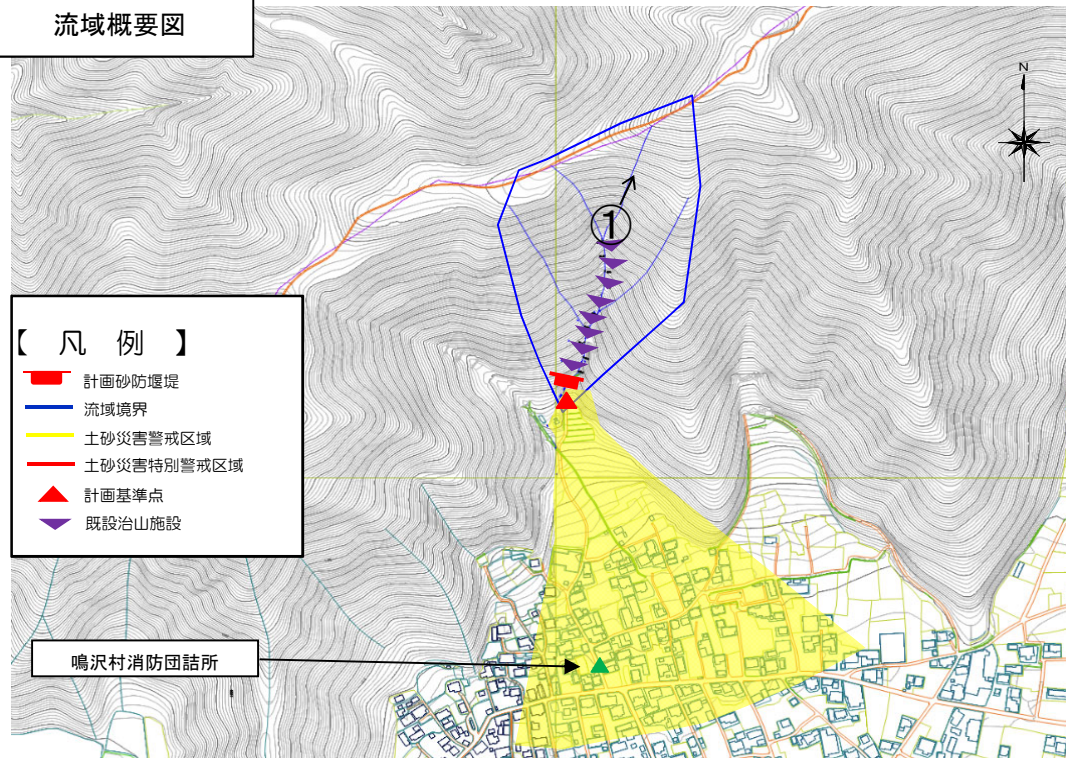 流域概要図
N
①
【 凡 例 】
計画砂防堰堤
流域境界
土砂災害警戒区域
土砂災害特別警戒区域
計画基準点
既設治山施設
鳴沢村消防団詰所